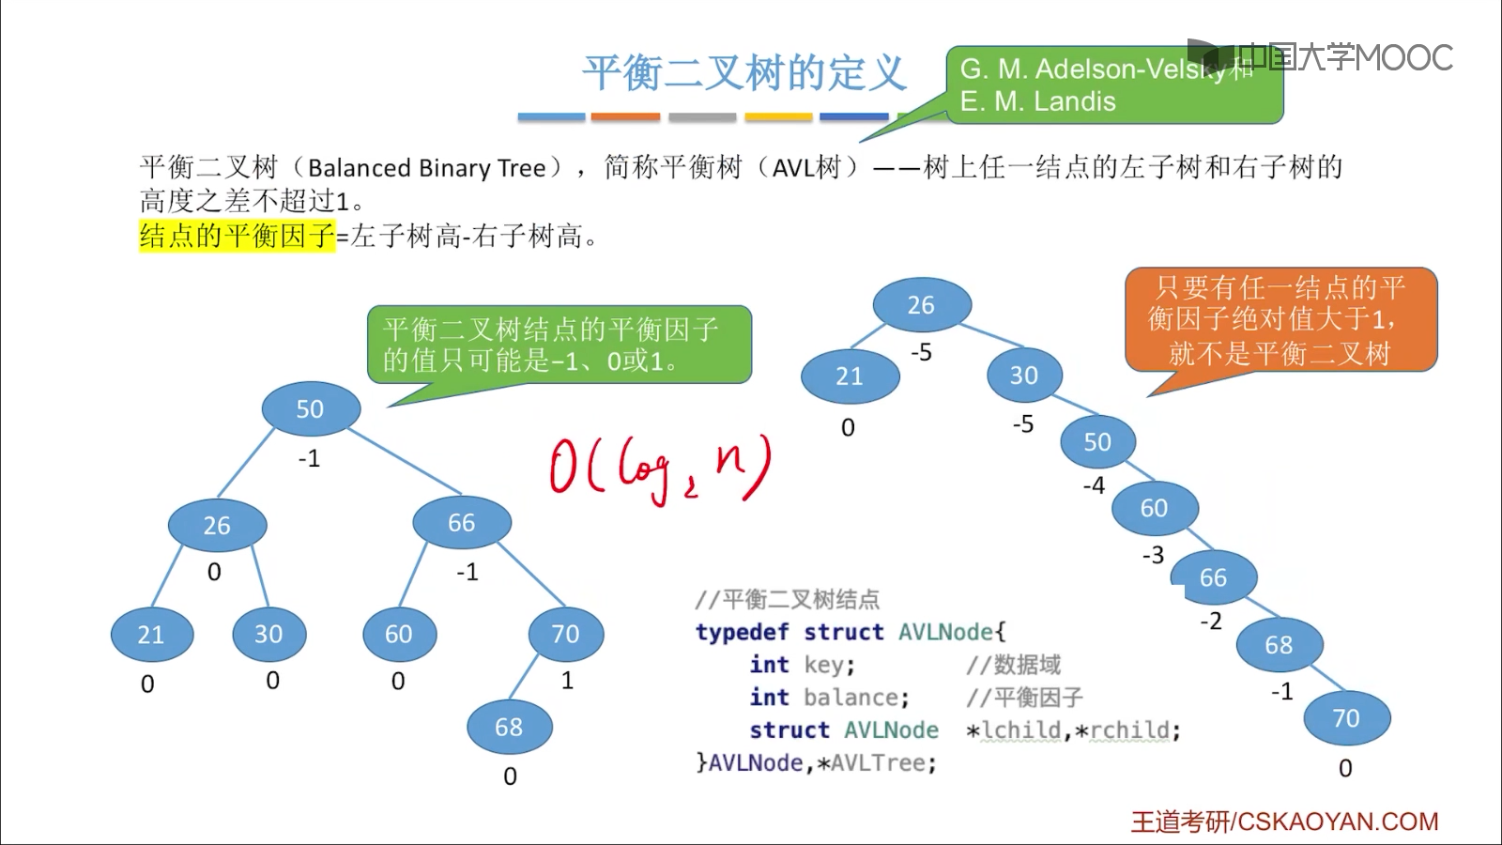 平衡二叉树的定义
G. M. Adelson-Velsky和
E. M. Landis
中国大学MOOC
平衡二叉树（Balanced Binary Tree），简称平衡树（AVL树）——树上任一结点的左子树和右子树的
高度之差不超过1。
结点的平衡因子=左子树高-右子树高。
平衡二叉树结点的平衡因子
的值只可能是−1、0或1。
50
-1
26
0
66
-1
21
0
30
0
60
0
70
1
68
0
O(log₂ n)
只要有任一结点的平
衡因子绝对值大于1，
就不是平衡二叉树
26
-5
21
0
30
-5
50
-4
60
-3
66
-2
68
-1
70
0
//平衡二叉树结点
typedef struct AVLNode{
int key; //数据域
int balance; //平衡因子
struct AVLNode *lchild,*rchild;
}AVLNode,*AVLTree;
王道考研/CSKAOYAN.COM